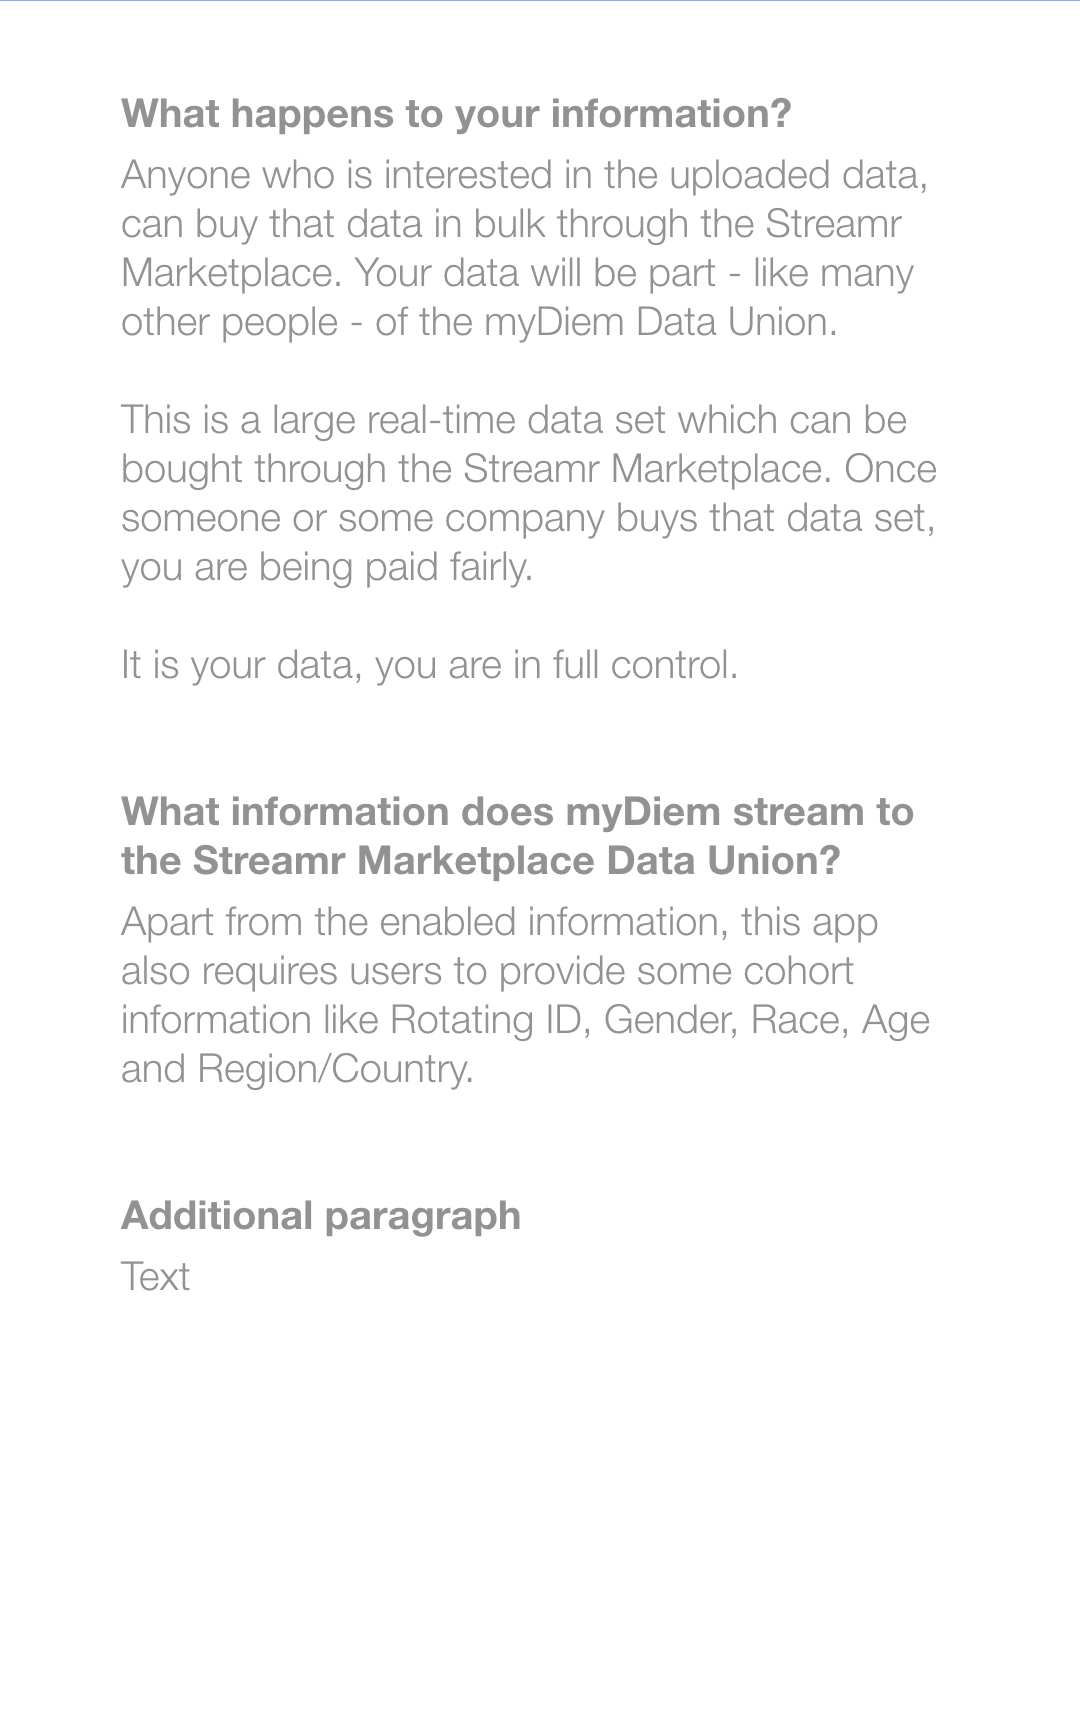 What happens to your information?
Anyone who is interested in the uploaded data,
can buy that data in bulk through the Streamr
Marketplace. Your data will be part - like many
other people - of the myDiem Data Union.
This is a large real-time data set which can be
bought through the Streamr Marketplace. Once
someone or some company buys that data set,
you are being paid fairly.
It is your data, you are in full control.
What information does myDiem stream to
the Streamr Marketplace Data Union?
Apart from the enabled information, this app
also requires users to provide some cohort
information like Rotating ID, Gender, Race, Age
and Region/Country.
Additional paragraph
Text